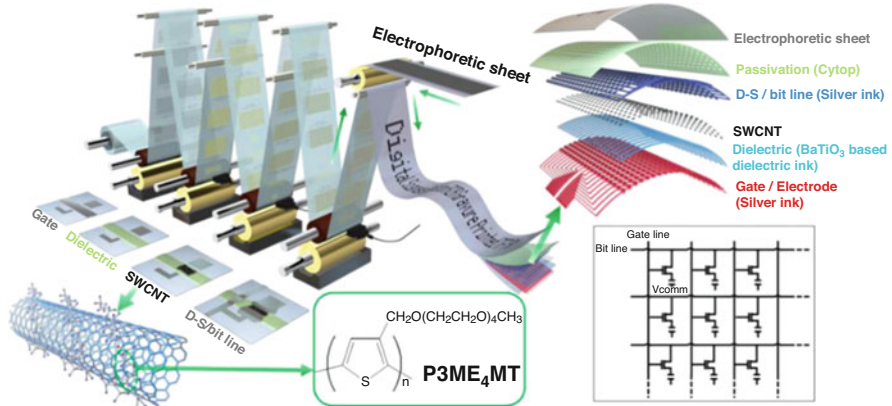 Electrophoretic sheet
Electrophoretic sheet
Passivation (Cytop)
D-S / bit line (Silver ink)
SWCNT
Dielectric (BaTiO3 based
dielectric ink)
Gate / Electrode
(Silver ink)
Gate
Dielectric
SWCNT
D-S/bit line
CH2O(CH2CH2O)4CH3
S
n
P3ME4MT
Gate line
Bit line
Vcomm